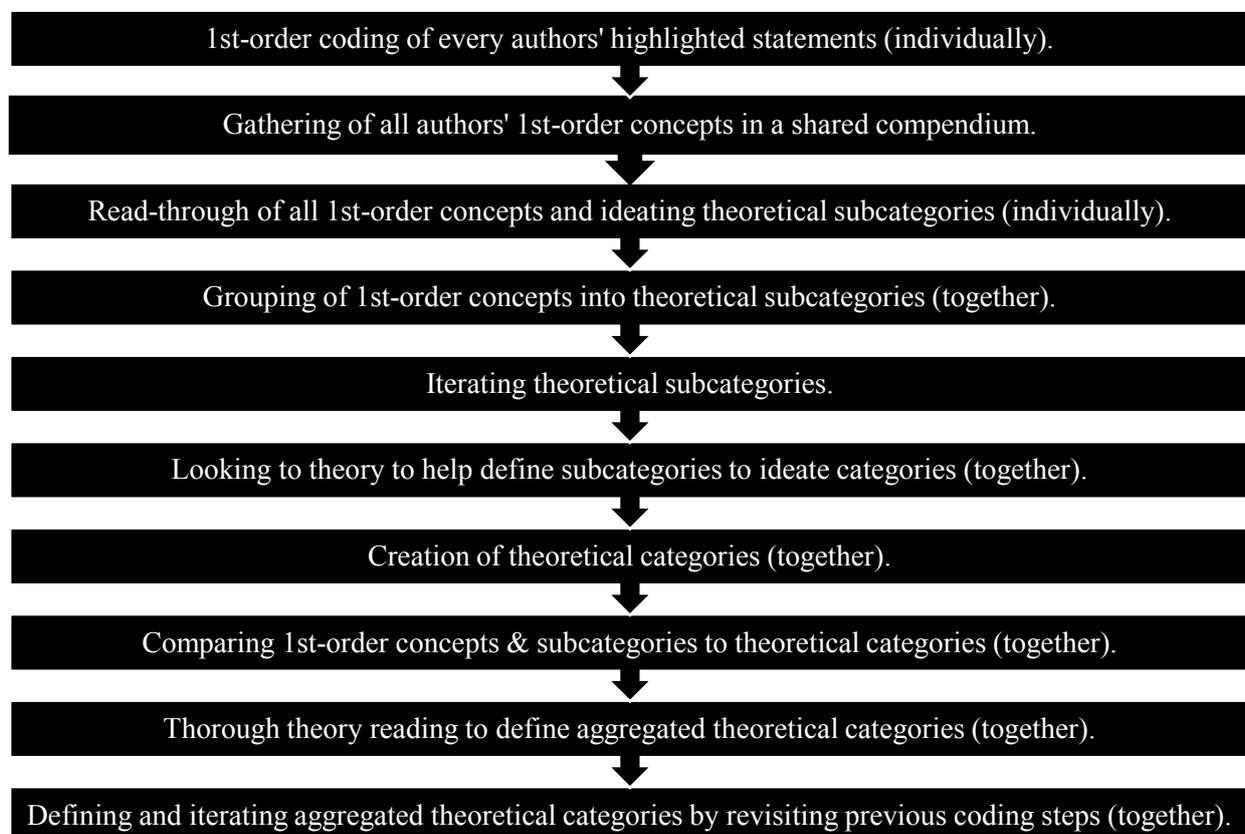 1st-order coding of every authors' highlighted statements (individually).
Gathering of all authors' 1st-order concepts in a shared compendium.
Read-through of all 1st-order concepts and ideating theoretical subcategories (individually).
Grouping of 1st-order concepts into theoretical subcategories (together).
Iterating theoretical subcategories.
Looking to theory to help define subcategories to ideate categories (together).
Creation of theoretical categories (together).
Comparing 1st-order concepts & subcategories to theoretical categories (together).
Thorough theory reading to define aggregated theoretical categories (together).
Defining and iterating aggregated theoretical categories by revisiting previous coding steps (together).